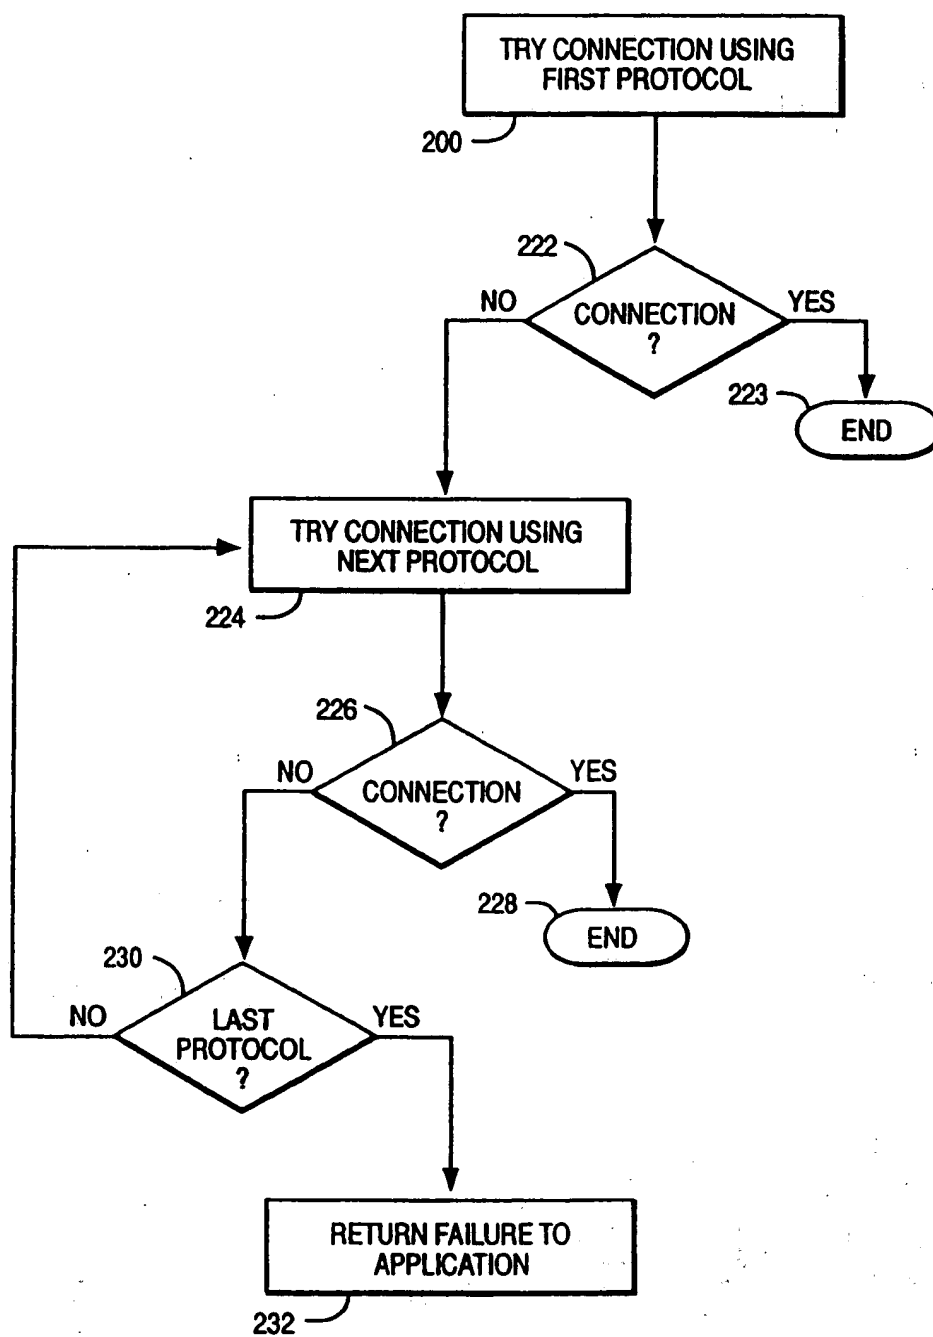 TRY CONNECTION USING
FIRST PROTOCOL
200
222
NO
YES
CONNECTION
?
223
END
TRY CONNECTION USING
NEXT PROTOCOL
224
226
NO
YES
CONNECTION
?
228
END
230
NO
YES
LAST
PROTOCOL
?
RETURN FAILURE TO
APPLICATION
232